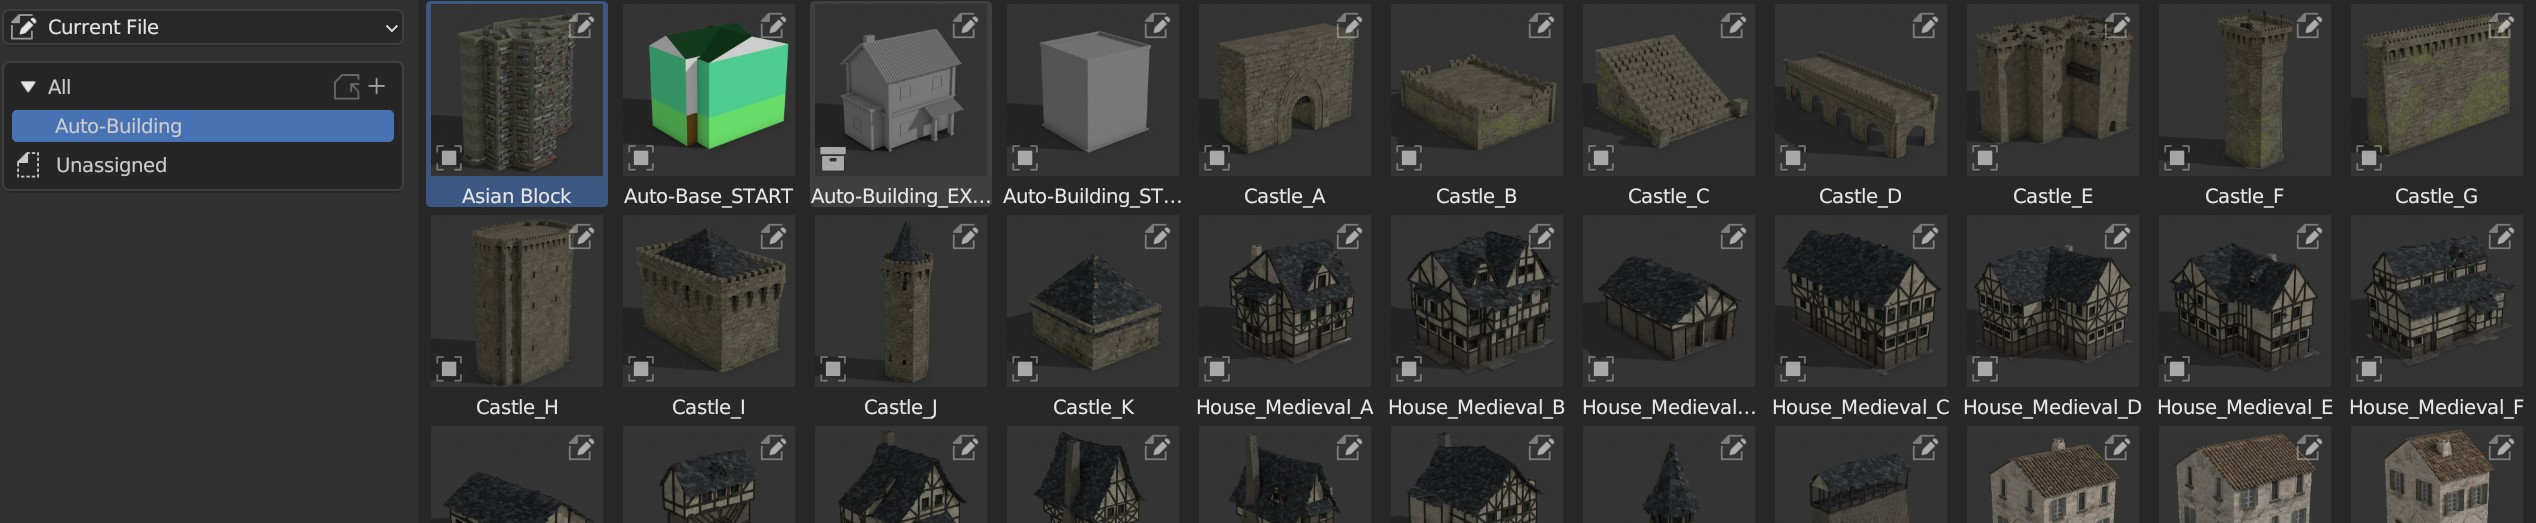 Current File
All
Auto-Building
Unassigned
Asian Block
Auto-Base_START
Auto-Building_EX...
Auto-Building_ST...
Castle_A
Castle_B
Castle_C
Castle_D
Castle_E
Castle_F
Castle_G
Castle_H
Castle_I
Castle_J
Castle_K
House_Medieval_A
House_Medieval_B
House_Medieval...
House_Medieval_C
House_Medieval_D
House_Medieval_E
House_Medieval_F